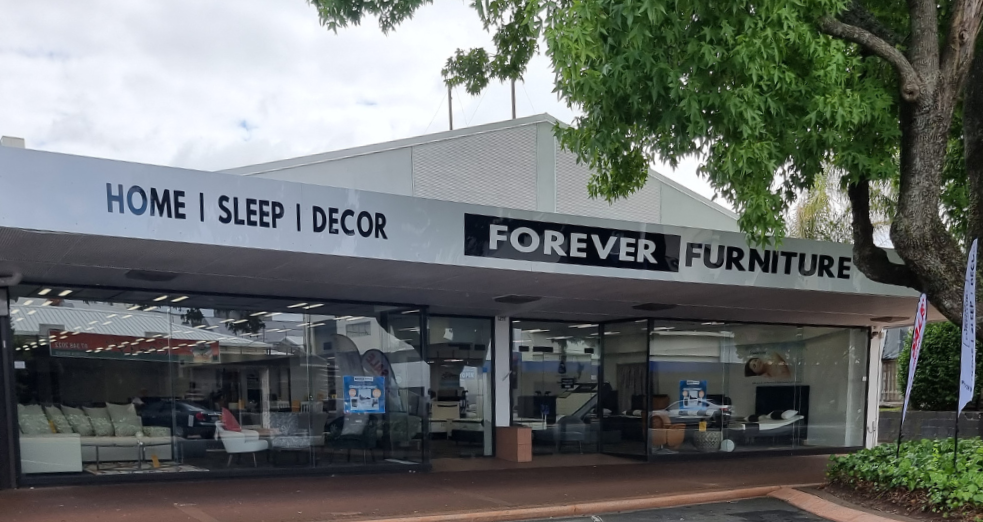 HOME | SLEEP | DECOR
FOREVER FURNITURE